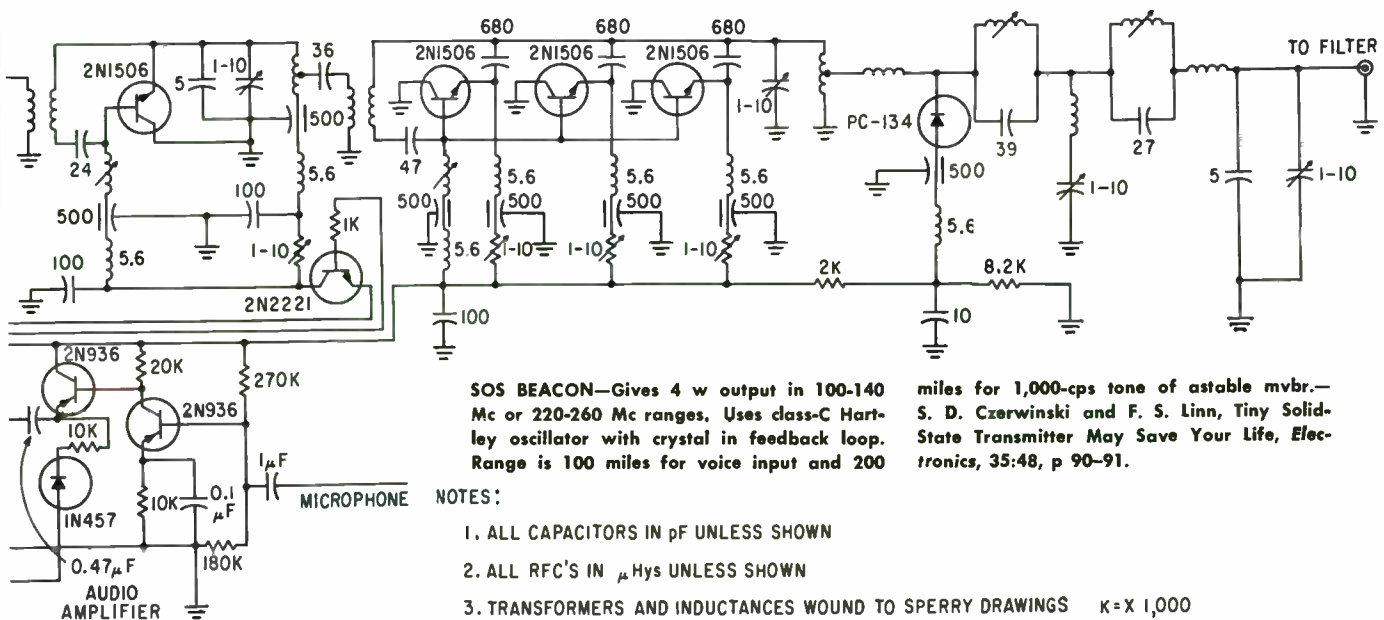 36
680
680
680
2N1506
5
1-10
2N1506
2N1506
2N1506
TO FILTER
500
1-10
PC-134
24
47
39
27
5.6
5.6
5.6
5.6
500
5
1-10
1-10
500
100
1K
500
500
500
500
5.6
1-10
5.6
1-10
1-10
1-10
5.6
100
2N2221
2K
8.2K
100
10
2N936
20K
270K
2N936
10K
1µF
MICROPHONE
1N457
10K
0.1
µF
180K
0.47µF
AUDIO
AMPLIFIER
SOS BEACON—Gives 4 w output in 100-140
Mc or 220-260 Mc ranges. Uses class-C Hart-
ley oscillator with crystal in feedback loop.
Range is 100 miles for voice input and 200
miles for 1,000-cps tone of astable mvbr.—
S. D. Czerwinski and F. S. Linn, Tiny Solid-
State Transmitter May Save Your Life, Elec-
tronics, 35:48, p 90–91.
NOTES:
1. ALL CAPACITORS IN pF UNLESS SHOWN
2. ALL RFC'S IN µHys UNLESS SHOWN
3. TRANSFORMERS AND INDUCTANCES WOUND TO SPERRY DRAWINGS K=X 1,000